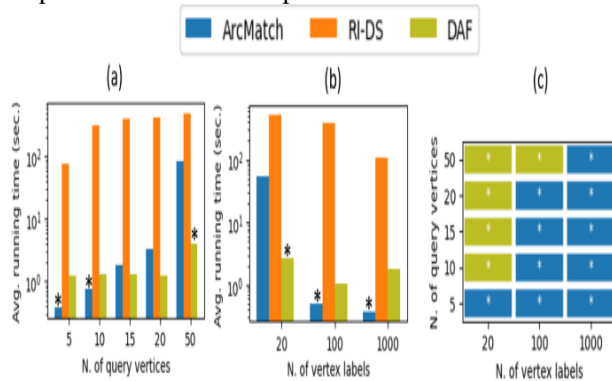 ArcMatch RI-DS DAF
(a) (b) (c)
Avg. running time (sec.)
10² 10¹ 10⁰
* * *
5 10 15 20 50
N. of query vertices
Avg. running time (sec.)
10² 10¹ 10⁰
* * *
20 100 1000
N. of vertex labels
N. of query vertices
50 * * *
20 * * *
15 * * *
10 * * *
5 * * *
20 100 1000
N. of vertex labels